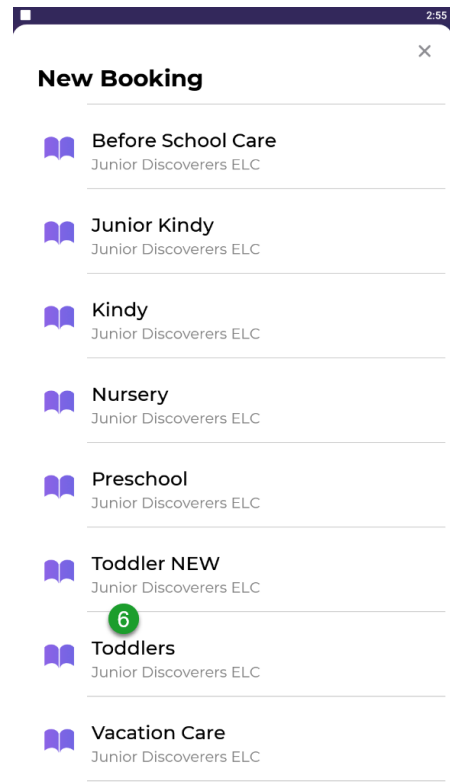 2:55
New Booking
Before School Care
Junior Discoverers ELC
Junior Kindy
Junior Discoverers ELC
Kindy
Junior Discoverers ELC
Nursery
Junior Discoverers ELC
Preschool
Junior Discoverers ELC
Toddler NEW
Junior Discoverers ELC
6
Toddlers
Junior Discoverers ELC
Vacation Care
Junior Discoverers ELC